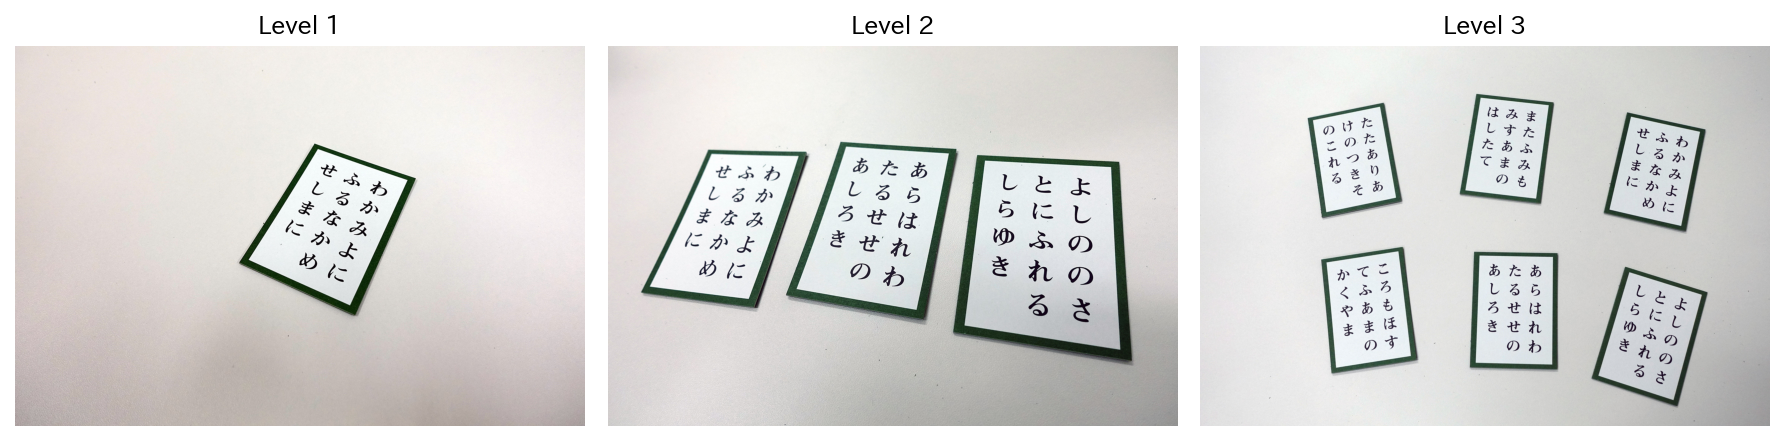 Level 1
わかみよに
ふるなかめ
せしまに
Level 2
わかみよに
ふるなかめ
せしまに
あらはれわ
たるせせの
あしろき
よしののさ
とにふれる
しらゆき
Level 3
たたありあ
けのつきそ
のこれる
またふみも
みすあまの
はしたて
わかみよに
ふるなかめ
せしまに
ころもほす
てふあまの
かくやま
あらはれわ
たるせせの
あしろき
よしののさ
とにふれる
しらゆき